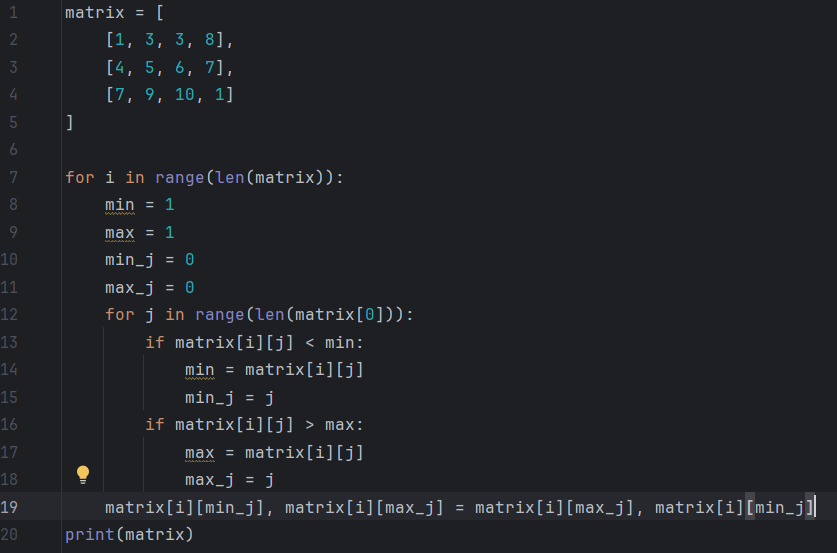 1 matrix = [
2     [1, 3, 3, 8],
3     [4, 5, 6, 7],
4     [7, 9, 10, 1]
5 ]
6
7 for i in range(len(matrix)):
8     min = 1
9     max = 1
10     min_j = 0
11     max_j = 0
12     for j in range(len(matrix[0])):
13         if matrix[i][j] < min:
14             min = matrix[i][j]
15             min_j = j
16         if matrix[i][j] > max:
17             max = matrix[i][j]
18             max_j = j
19     matrix[i][min_j], matrix[i][max_j] = matrix[i][max_j], matrix[i][min_j]
20 print(matrix)